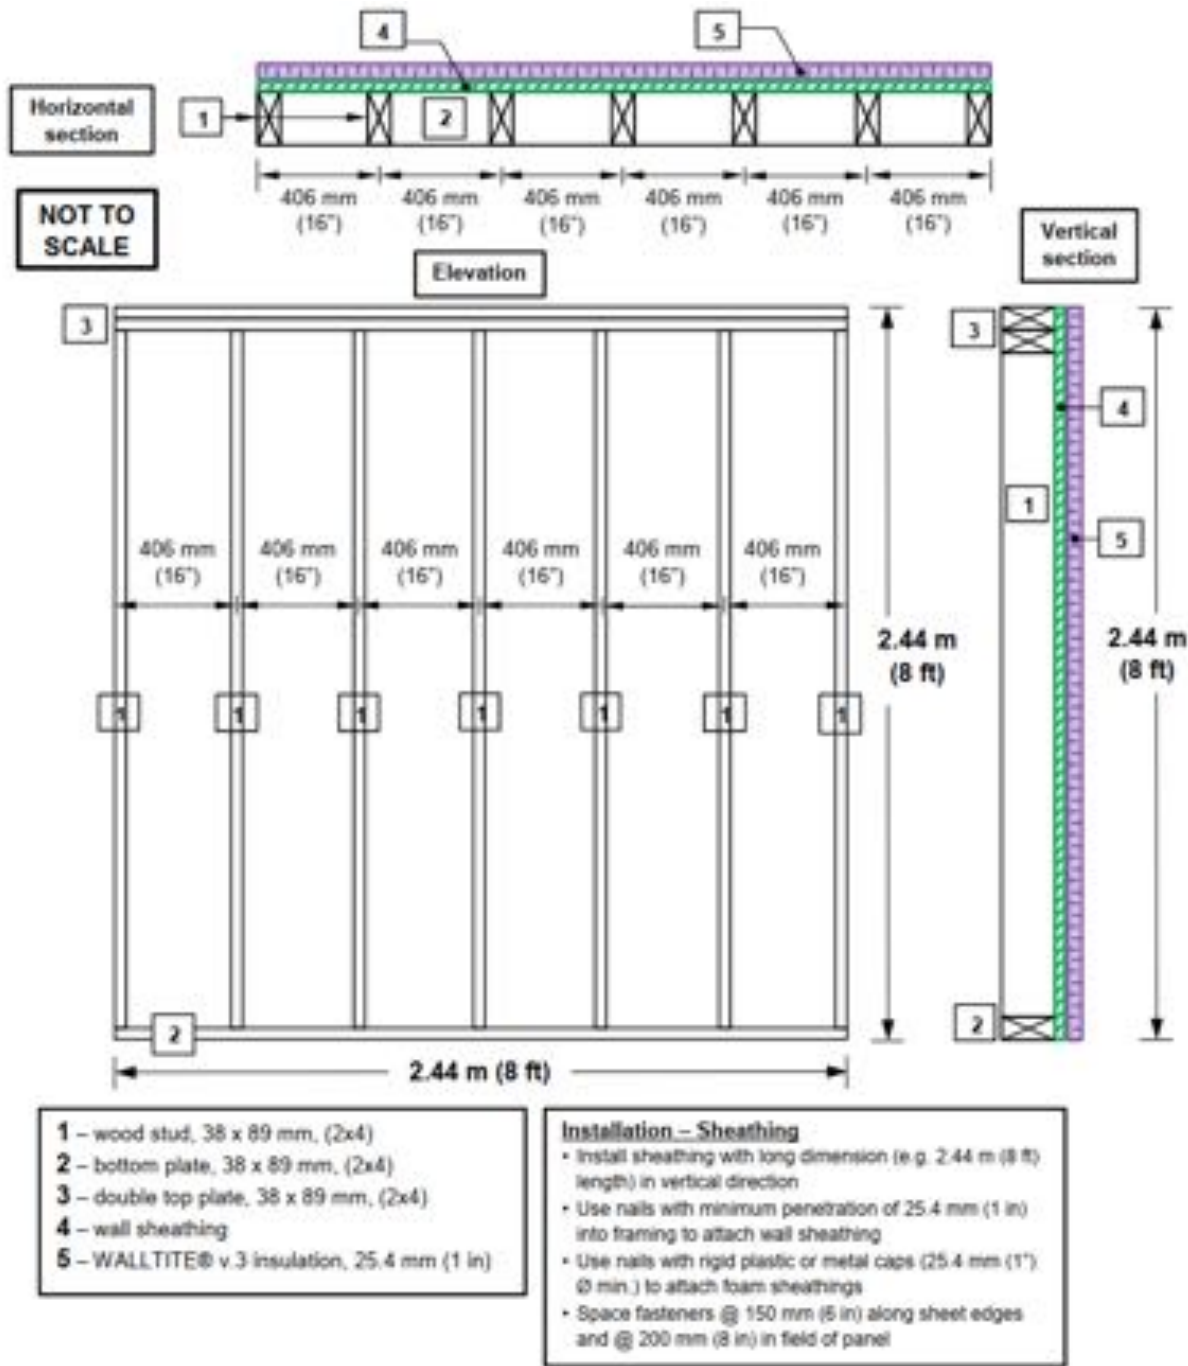 4
5
Horizontal
section
1
2
406 mm
(16")
406 mm
(16")
406 mm
(16")
406 mm
(16")
406 mm
(16")
406 mm
(16")
NOT TO
SCALE
Elevation
Vertical
section
3
3
4
1
5
406 mm
(16")
406 mm
(16")
406 mm
(16")
406 mm
(16")
406 mm
(16")
406 mm
(16")
2.44 m
(8 ft)
2.44 m
(8 ft)
1
1
1
1
1
1
1
2
2
2.44 m (8 ft)
1 – wood stud, 38 x 89 mm, (2x4)
2 – bottom plate, 38 x 89 mm, (2x4)
3 – double top plate, 38 x 89 mm, (2x4)
4 – wall sheathing
5 – WALLTITE® v.3 insulation, 25.4 mm (1 in)
Installation – Sheathing
• Install sheathing with long dimension (e.g. 2.44 m (8 ft)
length) in vertical direction
• Use nails with minimum penetration of 25.4 mm (1 in)
into framing to attach wall sheathing
• Use nails with rigid plastic or metal caps (25.4 mm (1")
Ø min.) to attach foam sheathings
• Space fasteners @ 150 mm (6 in) along sheet edges
and @ 200 mm (8 in) in field of panel